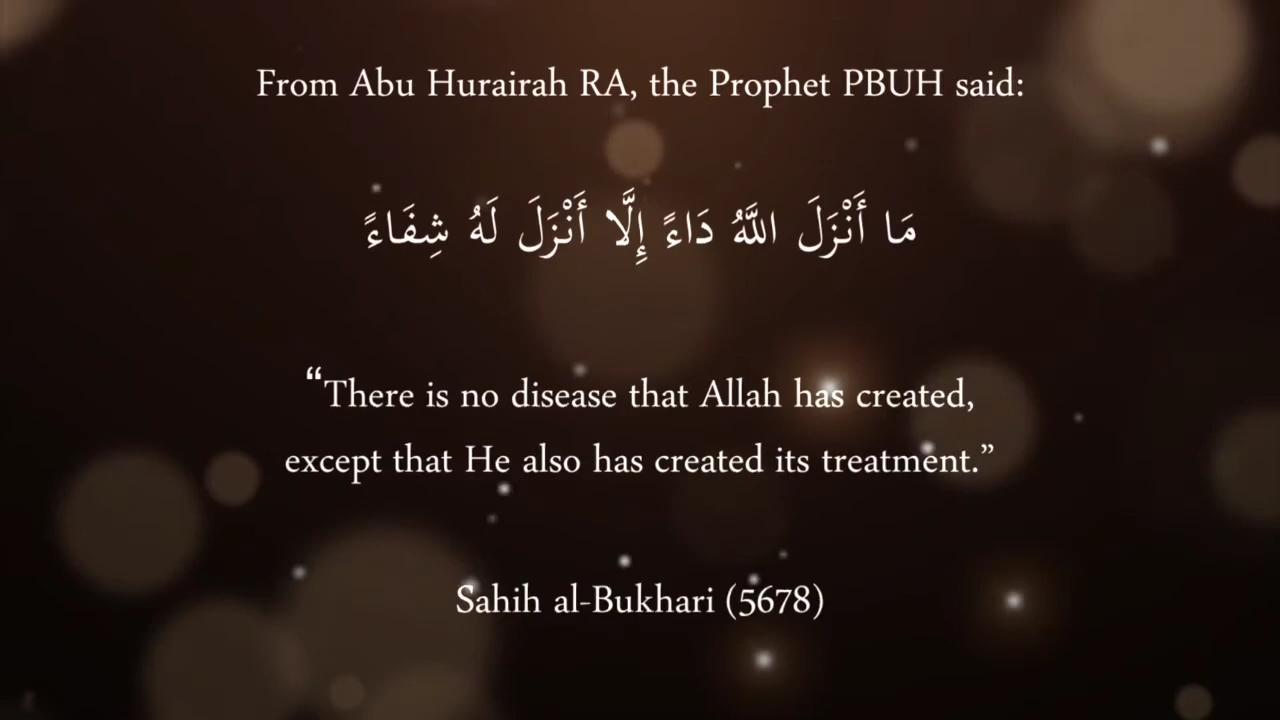 From Abu Hurairah RA, the Prophet PBUH said:
مَا أَنْزَلَ اللَّهُ دَاءً إِلَّا أَنْزَلَ لَهُ شِفَاءً
“There is no disease that Allah has created,
except that He also has created its treatment.”
Sahih al-Bukhari (5678)